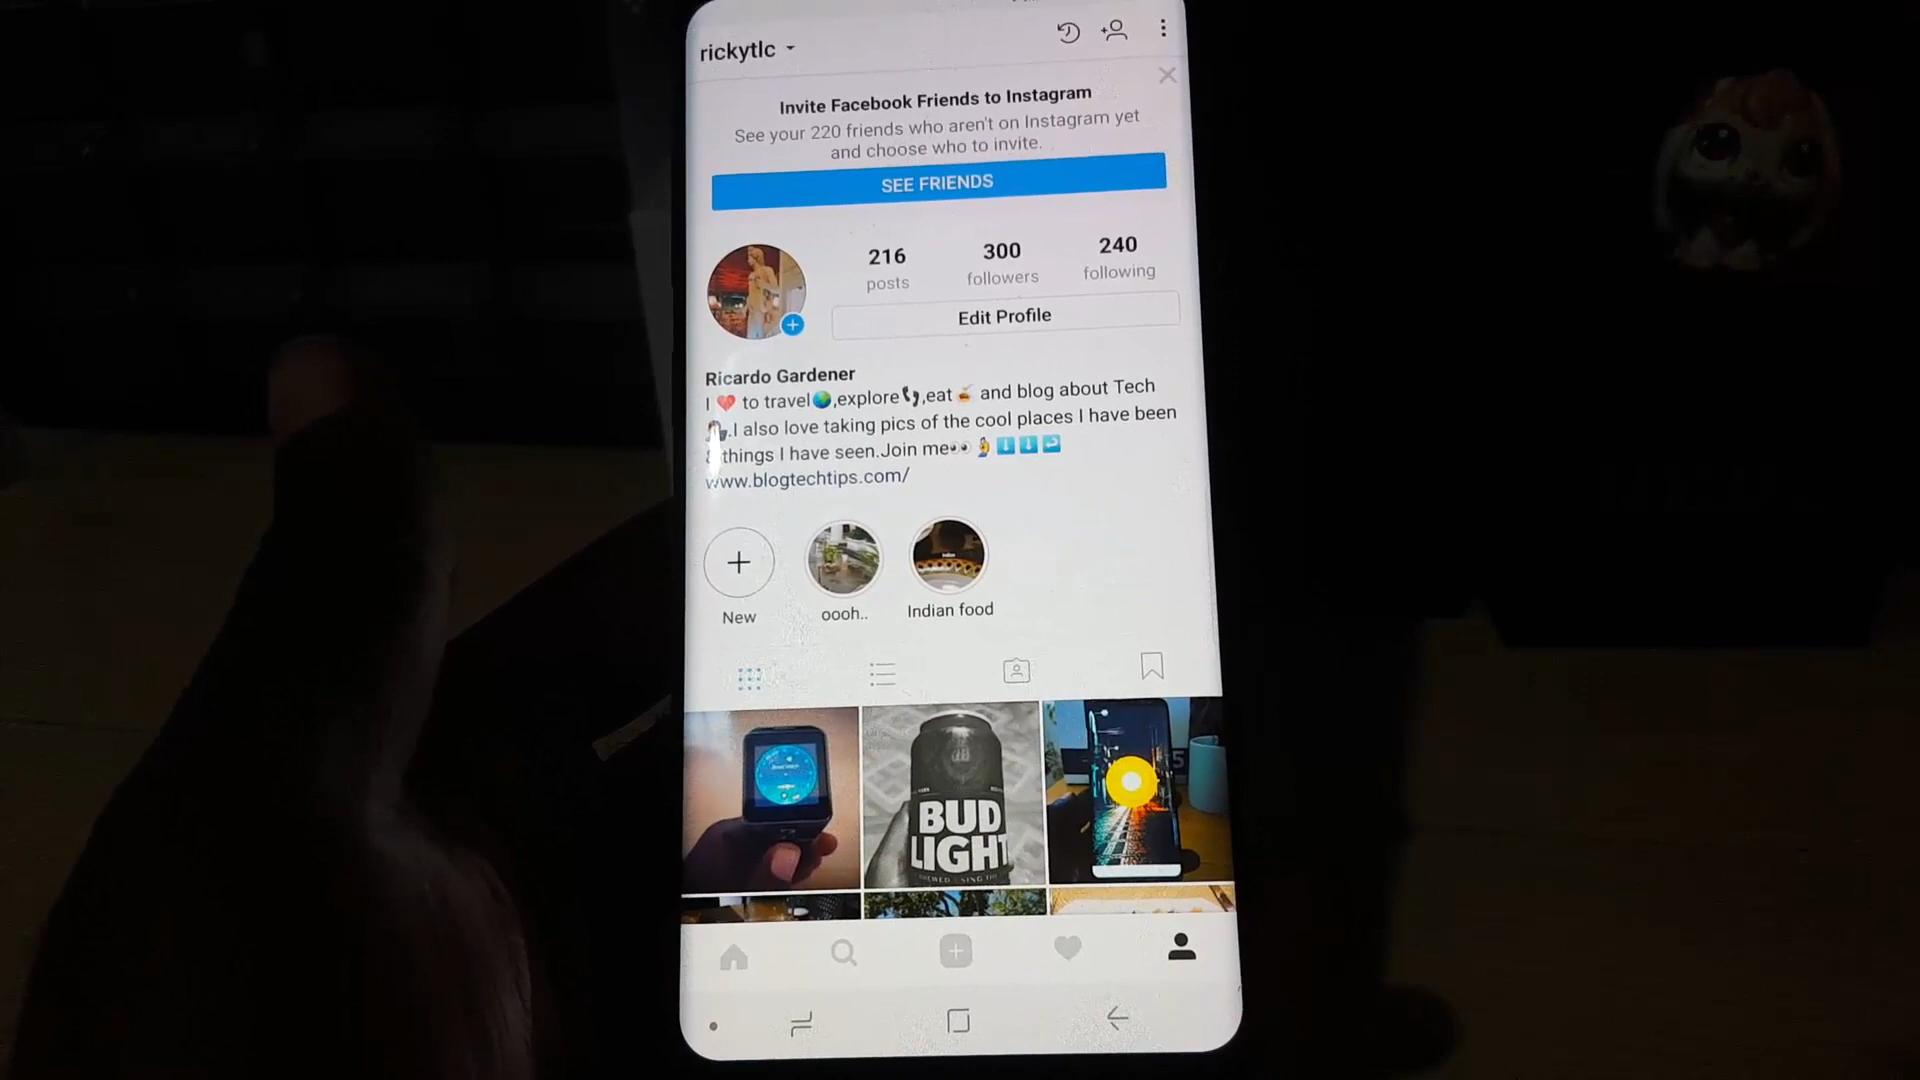 rickytlc
Invite Facebook Friends to Instagram
See your 220 friends who aren't on Instagram yet
and choose who to invite.
SEE FRIENDS
216 300 240
posts followers following
Edit Profile
Ricardo Gardener
I ❤️ to travel🌍,explore👣,eat🍝 and blog about Tech
.I also love taking pics of the cool places I have been
& things I have seen.Join me👀 ⬇️⬇️↩️
www.blogtechtips.com/
New oooh.. Indian food
BUD
LIGHT